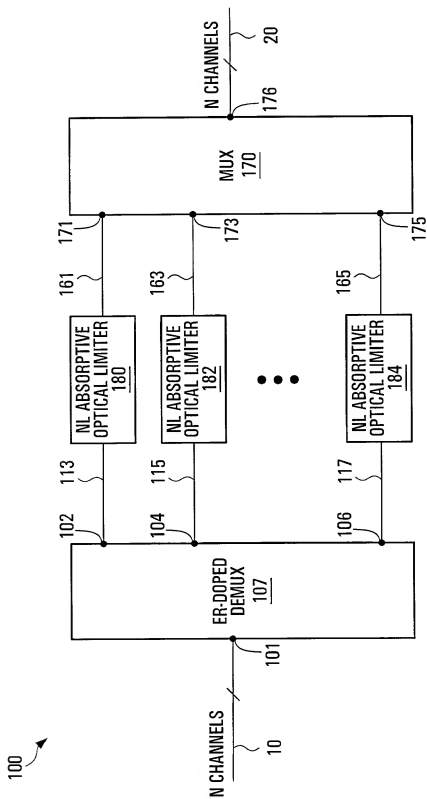 100
N CHANNELS
10
101
ER-DOPED
DEMUX
107
102
104
106
113
115
117
NL ABSORPTIVE
OPTICAL LIMITER
180
NL ABSORPTIVE
OPTICAL LIMITER
182
NL ABSORPTIVE
OPTICAL LIMITER
184
161
163
165
171
173
175
MUX
170
176
N CHANNELS
20